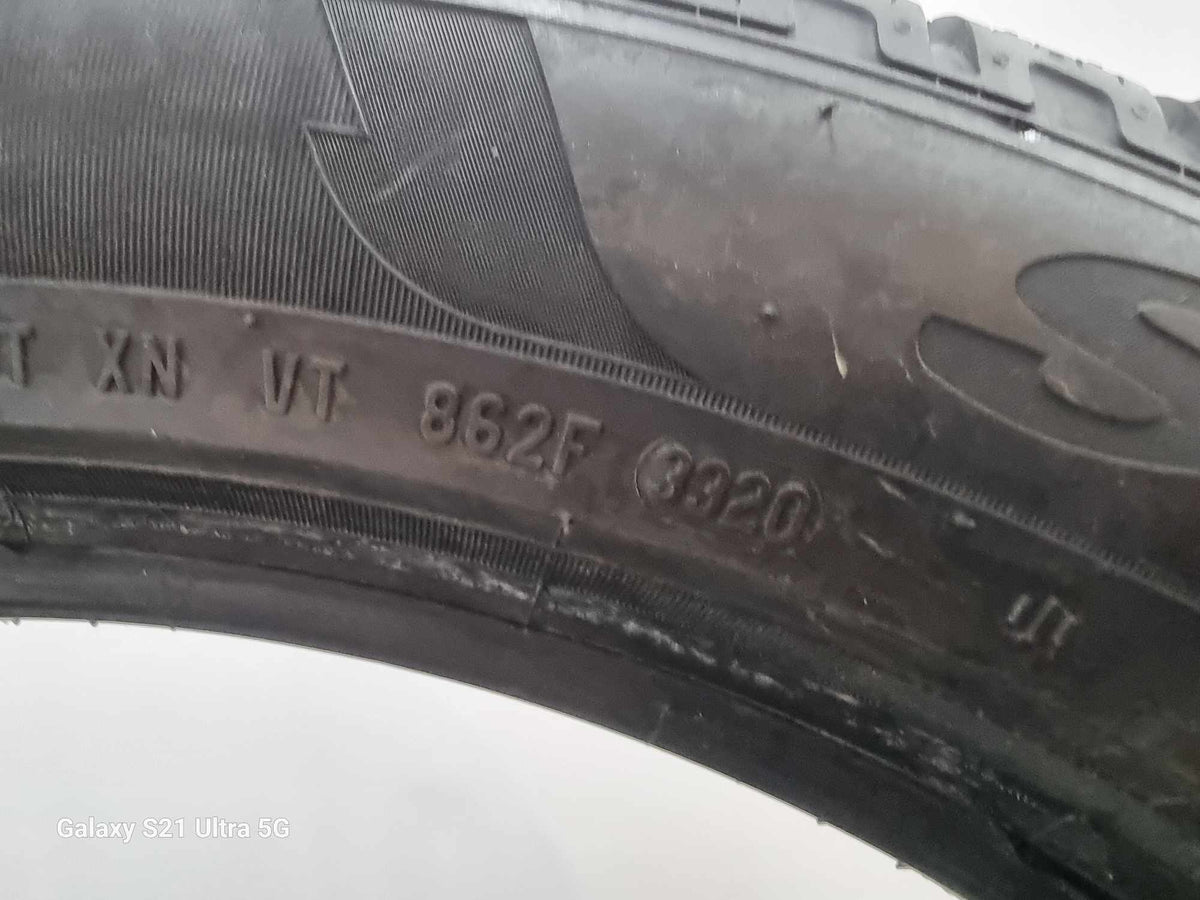 T XN VT 862F 3320
Galaxy S21 Ultra 5G